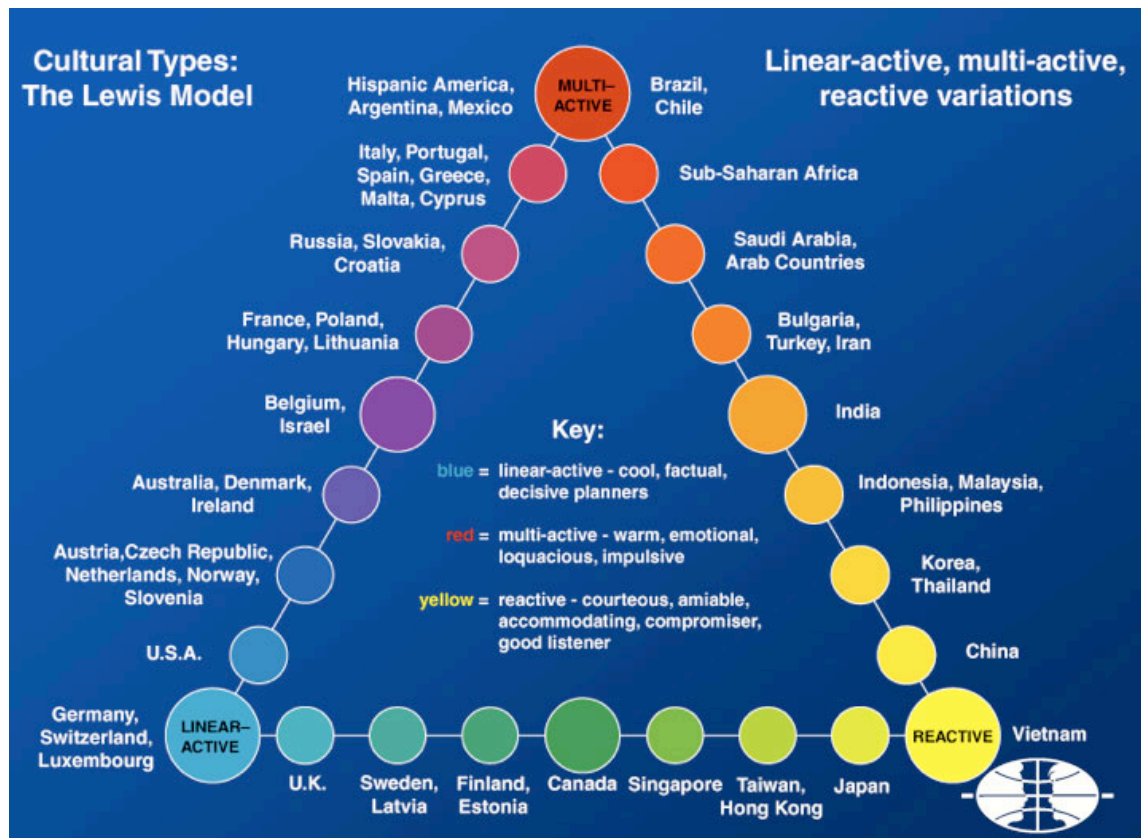 Cultural Types:
The Lewis Model
Linear-active, multi-active,
reactive variations
MULTI–
ACTIVE
Hispanic America,
Argentina, Mexico
Brazil,
Chile
Italy, Portugal,
Spain, Greece,
Malta, Cyprus
Sub-Saharan Africa
Russia, Slovakia,
Croatia
Saudi Arabia,
Arab Countries
France, Poland,
Hungary, Lithuania
Bulgaria,
Turkey, Iran
Belgium,
Israel
India
Key:
blue = linear-active - cool, factual,
decisive planners
red = multi-active - warm, emotional,
loquacious, impulsive
yellow = reactive - courteous, amiable,
accommodating, compromiser,
good listener
Australia, Denmark,
Ireland
Indonesia, Malaysia,
Philippines
Austria,Czech Republic,
Netherlands, Norway,
Slovenia
Korea,
Thailand
U.S.A.
China
Germany,
Switzerland,
Luxembourg
LINEAR–
ACTIVE
REACTIVE
Vietnam
U.K.
Sweden,
Latvia
Finland,
Estonia
Canada
Singapore
Taiwan,
Hong Kong
Japan